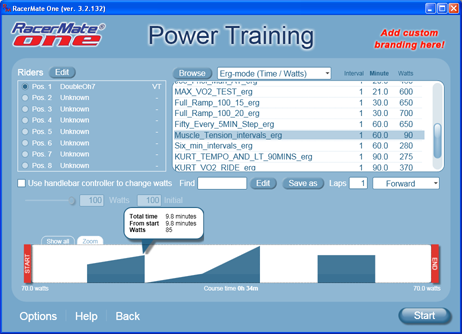 RacerMate One (ver. 3.2.132)
RacerMate
one
Power Training
Add custom
branding here!
Riders Edit
Pos. 1 DoubleOh7 VT
Pos. 2 Unknown -
Pos. 3 Unknown -
Pos. 4 Unknown -
Pos. 5 Unknown -
Pos. 6 Unknown -
Pos. 7 Unknown -
Pos. 8 Unknown -
Browse Erg-mode (Time / Watts) Interval Minute Watts
MAX_VO2_TEST_erg 1 21.0 650
Full_Ramp_100_15_erg 1 30.0 600
Full_Ramp_100_20_erg 1 30.0 700
Fifty_Every_5MIN_Step_erg 1 60.0 650
Muscle_Tension_intervals_erg 1 60.0 90
Six_min_intervals_erg 1 60.0 280
KURT_TEMPO_AND_LT_90MINS_erg 1 90.0 275
KURT_VO2_RIDE_erg 1 90.0 370
Use handlebar controller to change watts Find Edit Save as Laps 1 Forward
100 Watts 100 Initial
Total time 9.8 minutes
From start 9.8 minutes
Watts 85
Show all Zoom
START
END
70.0 watts Course time 0h 34m 70.0 watts
Options Help Back Start